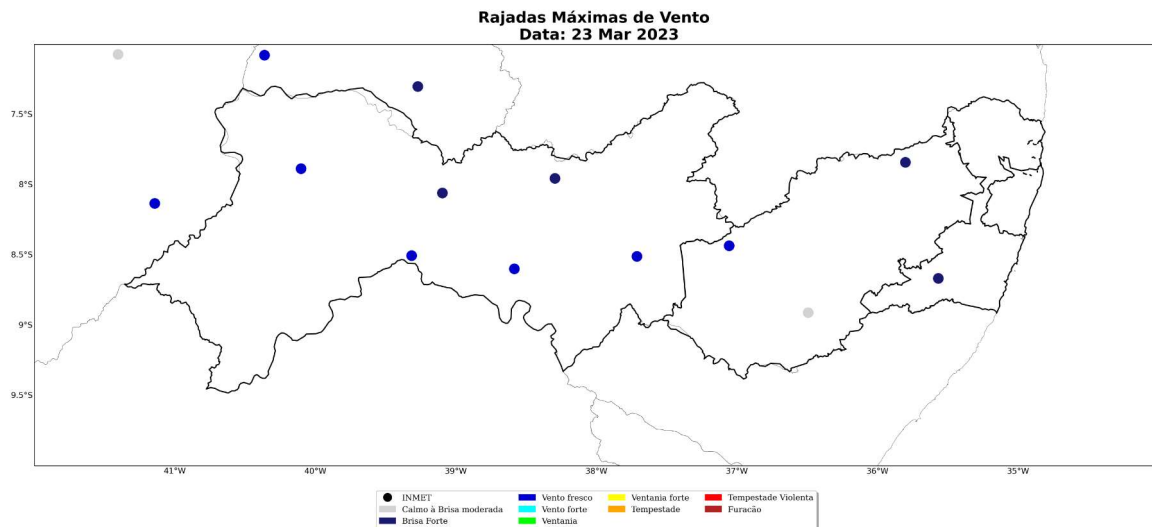 Rajadas Máximas de Vento
Data: 23 Mar 2023
7.5°S
8°S
8.5°S
9°S
9.5°S
41°W 40°W 39°W 38°W 37°W 36°W 35°W
INMET Vento fresco Ventania forte Tempestade Violenta
Calmo à Brisa moderada Vento forte Tempestade Furacão
Brisa Forte Ventania